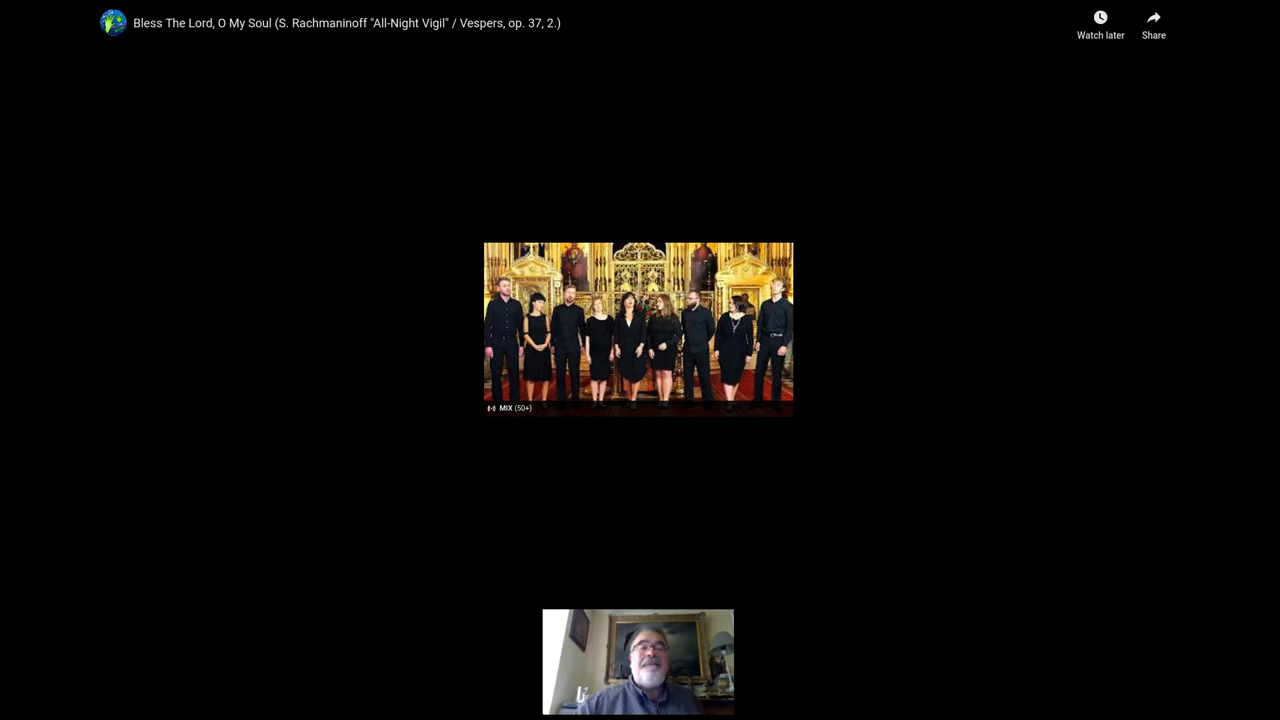 Bless The Lord, O My Soul (S. Rachmaninoff "All-Night Vigil" / Vespers, op. 37, 2.)
Watch later
Share
MIX (50+)